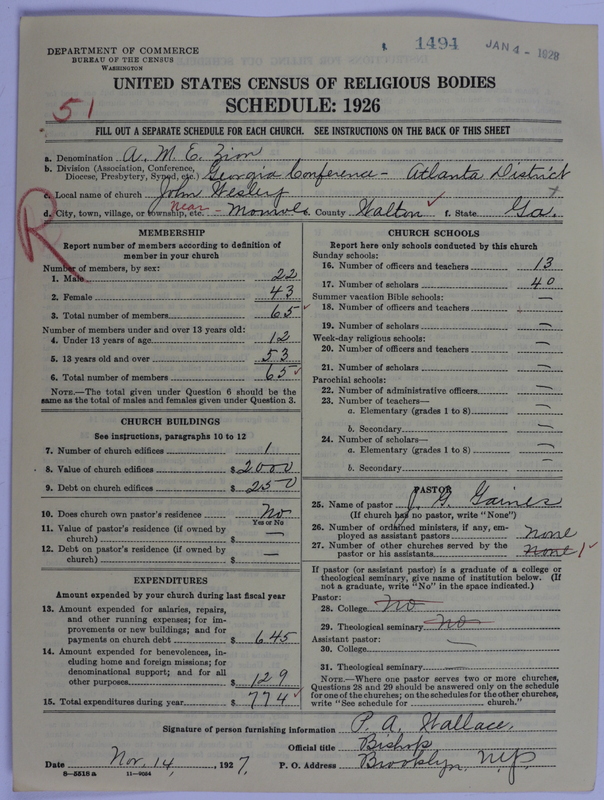 1494 JAN 4 - 1928
DEPARTMENT OF COMMERCE
BUREAU OF THE CENSUS
WASHINGTON
UNITED STATES CENSUS OF RELIGIOUS BODIES
SCHEDULE: 1926
51
FILL OUT A SEPARATE SCHEDULE FOR EACH CHURCH. SEE INSTRUCTIONS ON THE BACK OF THIS SHEET
a. Denomination A. M. E. Zion
b. Division (Association, Conference, Diocese, Presbytery, Synod, etc.) Georgia Conference - Atlanta District
c. Local name of church John Wesley
d. City, town, village, or township, etc. Near - Monroe e. County Walton f. State Ga.
R
MEMBERSHIP
Report number of members according to definition of
member in your church
Number of members, by sex:
1. Male 22
2. Female 43
3. Total number of members 65
Number of members under and over 13 years old:
4. Under 13 years of age 12
5. 13 years old and over 53
6. Total number of members 65
NOTE.—The total given under Question 6 should be the
same as the total of males and females given under Question 3.
CHURCH BUILDINGS
See instructions, paragraphs 10 to 12
7. Number of church edifices 1
8. Value of church edifices $ 2000
9. Debt on church edifices $ 250
10. Does church own pastor's residence No
Yes or No
11. Value of pastor's residence (if owned by
church) $ —
12. Debt on pastor's residence (if owned by
church) $ —
EXPENDITURES
Amount expended by your church during last fiscal year
13. Amount expended for salaries, repairs,
and other running expenses; for im-
provements or new buildings; and for
payments on church debt $ 645
14. Amount expended for benevolences, in-
cluding home and foreign missions; for
denominational support; and for all
other purposes $ 129
15. Total expenditures during year $ 774
CHURCH SCHOOLS
Report here only schools conducted by this church
Sunday schools:
16. Number of officers and teachers 13
17. Number of scholars 40
Summer vacation Bible schools:
18. Number of officers and teachers —
19. Number of scholars —
Week-day religious schools:
20. Number of officers and teachers —
21. Number of scholars —
Parochial schools:
22. Number of administrative officers —
23. Number of teachers—
a. Elementary (grades 1 to 8) —
b. Secondary —
24. Number of scholars—
a. Elementary (grades 1 to 8) —
b. Secondary —
PASTOR
25. Name of pastor J. G. Gaines
(If church has no pastor, write "None")
26. Number of ordained ministers, if any, em-
ployed as assistant pastors none
27. Number of other churches served by the
pastor or his assistants none 1
If pastor (or assistant pastor) is a graduate of a college or
theological seminary, give name of institution below. (If
not a graduate, write "No" in the space indicated.)
Pastor:
28. College No
29. Theological seminary No
Assistant pastor:
30. College —
31. Theological seminary —
NOTE.—Where one pastor serves two or more churches,
Questions 28 and 29 should be answered only on the schedule
for one of the churches; on the schedules for the other churches,
write "See schedule for church."
Signature of person furnishing information P. A. Wallace,
Official title Bishop
Date Nov. 14, 1927. P. O. Address Brooklyn, N.Y.
8—5518 a 11—9034